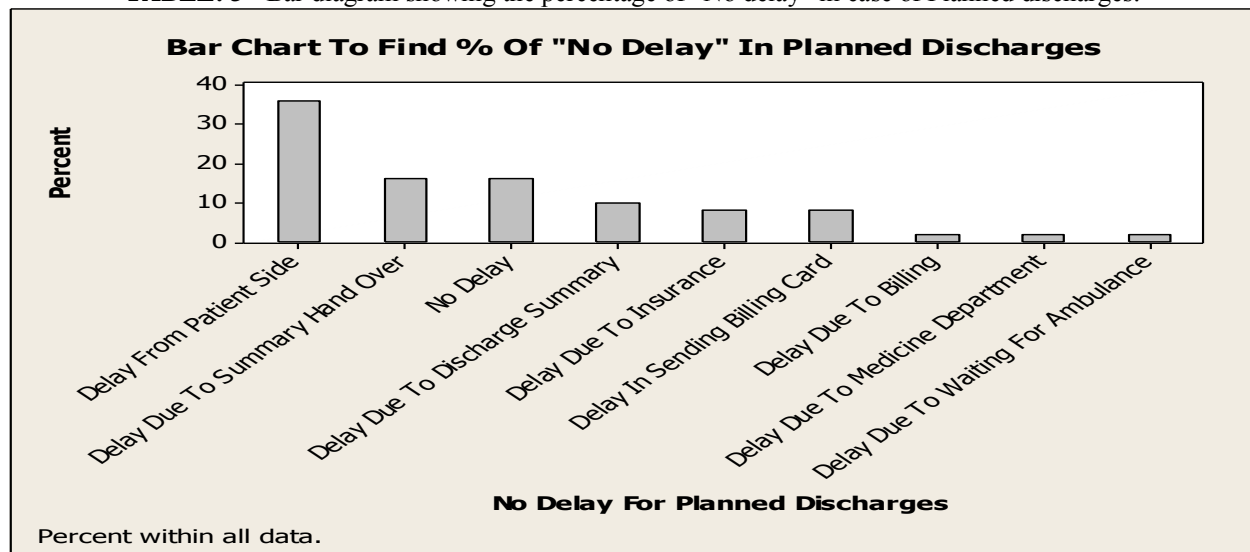 Bar Chart To Find % Of "No Delay" In Planned Discharges
Percent
40
30
20
10
0
Delay From Patient Side
Delay Due To Summary Hand Over
No Delay
Delay Due To Discharge Summary
Delay Due To Insurance
Delay In Sending Billing Card
Delay Due To Billing
Delay Due To Medicine Department
Delay Due To Waiting For Ambulance
No Delay For Planned Discharges
Percent within all data.